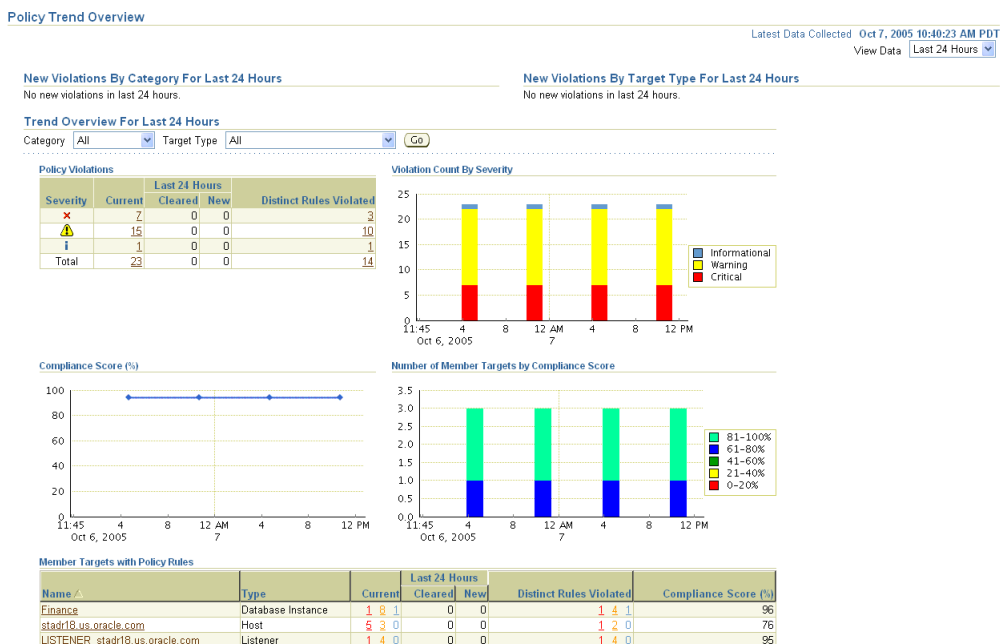 Policy Trend Overview
Latest Data Collected Oct 7, 2005 10:40:23 AM PDT
View Data Last 24 Hours
New Violations By Category For Last 24 Hours
No new violations in last 24 hours.
New Violations By Target Type For Last 24 Hours
No new violations in last 24 hours.
Trend Overview For Last 24 Hours
Category All Target Type All Go
Policy Violations
Last 24 Hours
Severity Current Cleared New Distinct Rules Violated
7 0 0 3
15 0 0 10
i 1 0 0 1
Total 23 0 0 14
Violation Count By Severity
25
20
15
10
5
0
11:45 4 8 12 AM 4 8 12 PM
Oct 6, 2005 7
Informational
Warning
Critical
Compliance Score (%)
100
80
60
40
20
0
11:45 4 8 12 AM 4 8 12 PM
Oct 6, 2005 7
Number of Member Targets by Compliance Score
3.5
3.0
2.5
2.0
1.5
1.0
0.5
0.0
11:45 4 8 12 AM 4 8 12 PM
Oct 6, 2005 7
81-100%
61-80%
41-60%
21-40%
0-20%
Member Targets with Policy Rules
Last 24 Hours
Name Type Current Cleared New Distinct Rules Violated Compliance Score (%)
Finance Database Instance 1 8 1 0 0 1 4 1 96
stadr18.us.oracle.com Host 5 3 0 0 0 1 2 0 76
LISTENER_stadr18.us.oracle.com Listener 1 4 0 0 0 1 4 0 95